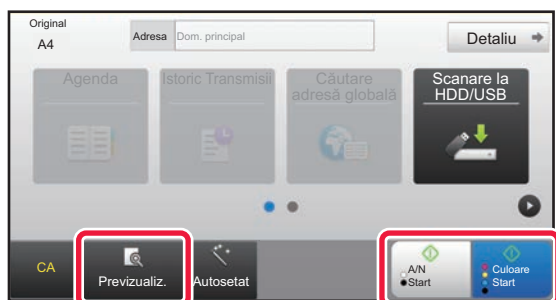 Original
A4
Adresa
Dom. principal
Detaliu
Agenda
Istoric Transmisii
Căutare
adresă globală
Scanare la
HDD/USB
CA
Previzualiz.
Autosetat
A/N
Start
Culoare
Start